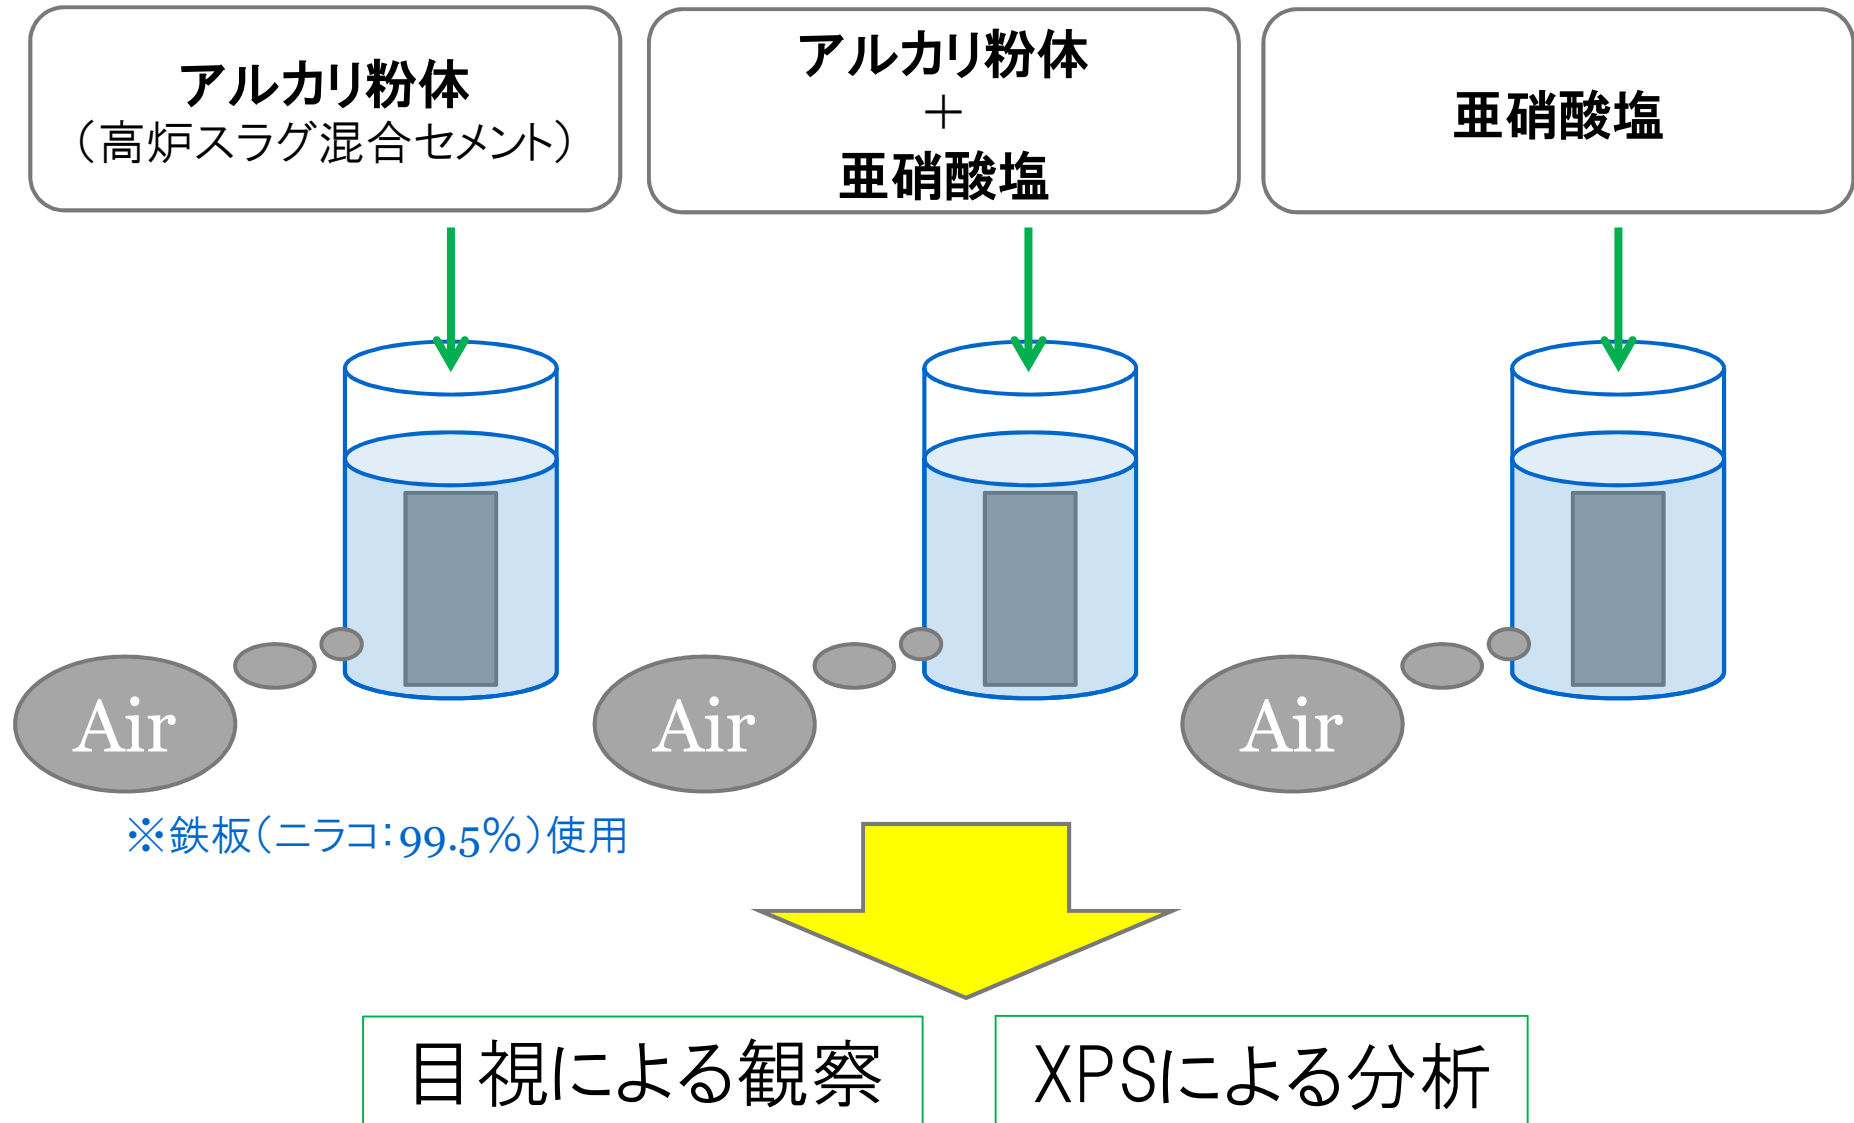 アルカリ粉体
（高炉スラグ混合セメント）
アルカリ粉体
＋
亜硝酸塩
亜硝酸塩
Air
Air
Air
※鉄板（ニラコ：99.5％）使用
目視による観察
XPSによる分析